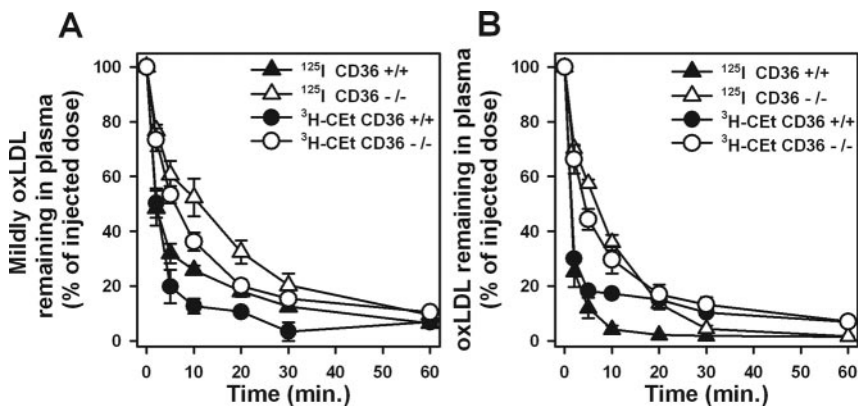 A
¹²⁵I CD36 +/+
¹²⁵I CD36 -/-
³H-CEt CD36 +/+
³H-CEt CD36 -/-
Mildly oxLDL
remaining in plasma
(% of injected dose)
100
80
60
40
20
0
0 10 20 30 40 50 60
Time (min.)
B
¹²⁵I CD36 +/+
¹²⁵I CD36 -/-
³H-CEt CD36 +/+
³H-CEt CD36 -/-
oxLDL remaining in plasma
(% of injected dose)
100
80
60
40
20
0
0 10 20 30 40 50 60
Time (min.)